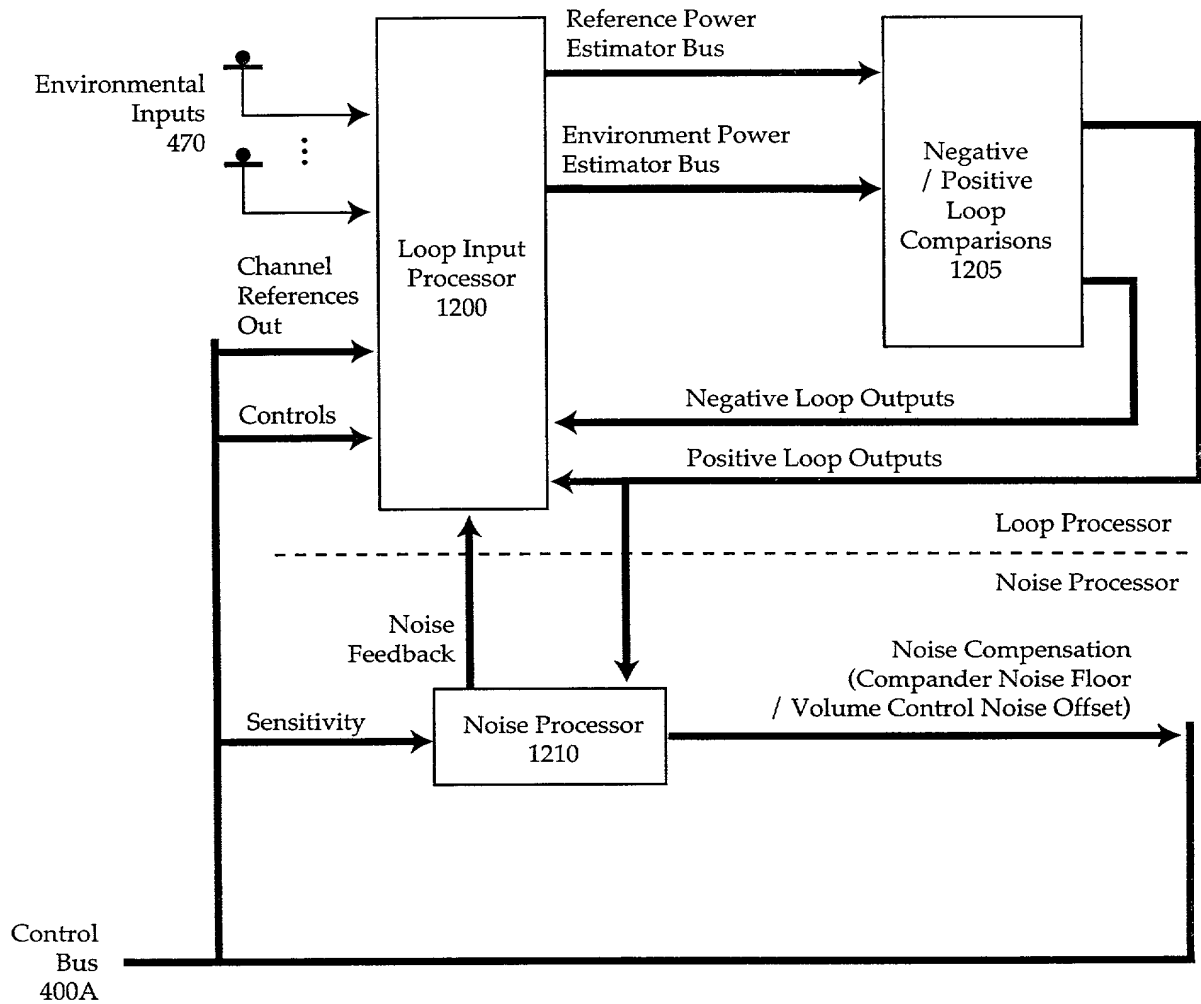 Reference Power
Estimator Bus
Environmental
Inputs
470
Environment Power
Estimator Bus
Negative
/ Positive
Loop
Comparisons
1205
Loop Input
Processor
1200
Channel
References
Out
Controls
Negative Loop Outputs
Positive Loop Outputs
Loop Processor
Noise Processor
Noise
Feedback
Noise Compensation
(Compander Noise Floor
/ Volume Control Noise Offset)
Sensitivity
Noise Processor
1210
Control
Bus
400A